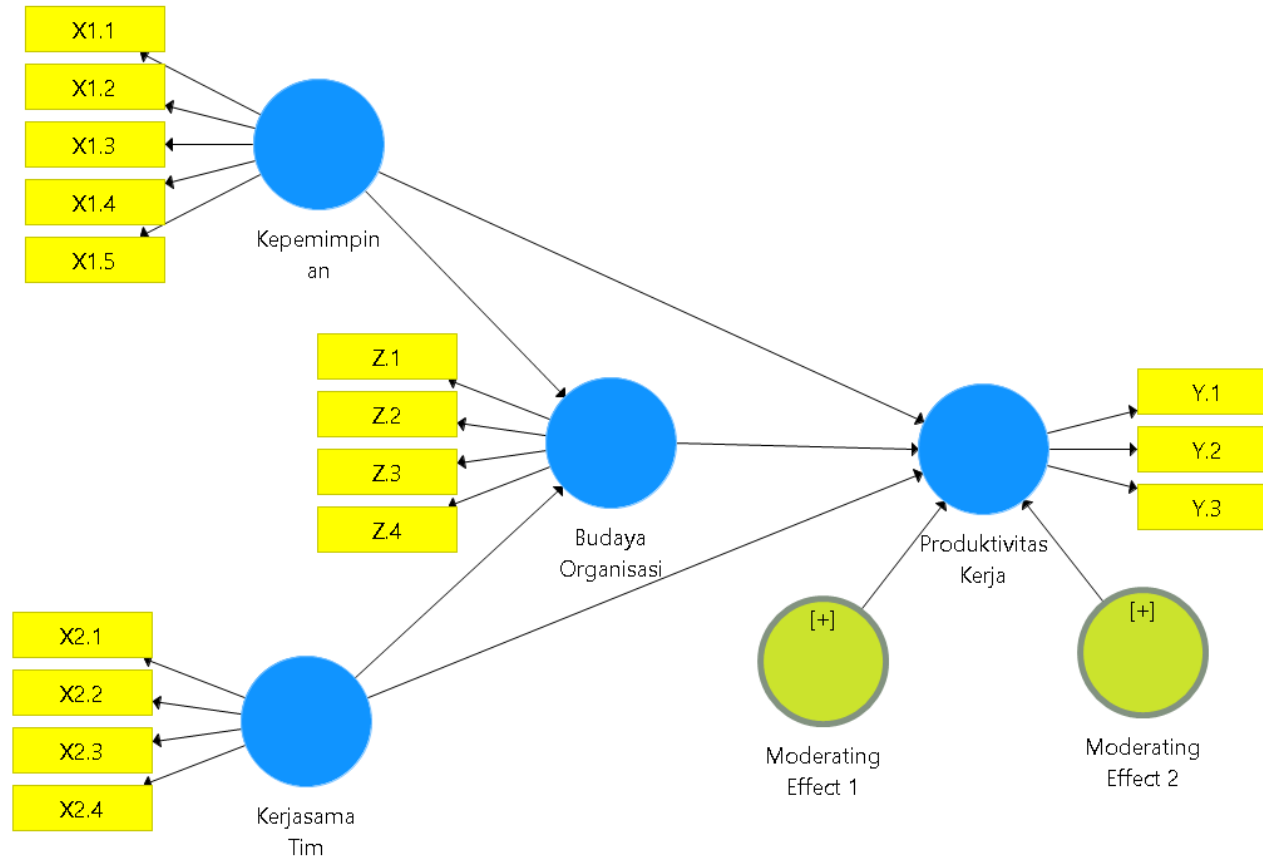 X1.1
X1.2
X1.3
X1.4
X1.5
Kepemimpin
an
Z.1
Z.2
Z.3
Z.4
Budaya
Organisasi
Y.1
Y.2
Y.3
Produktivitas
Kerja
[+]
Moderating
Effect 1
[+]
Moderating
Effect 2
X2.1
X2.2
X2.3
X2.4
Kerjasama
Tim